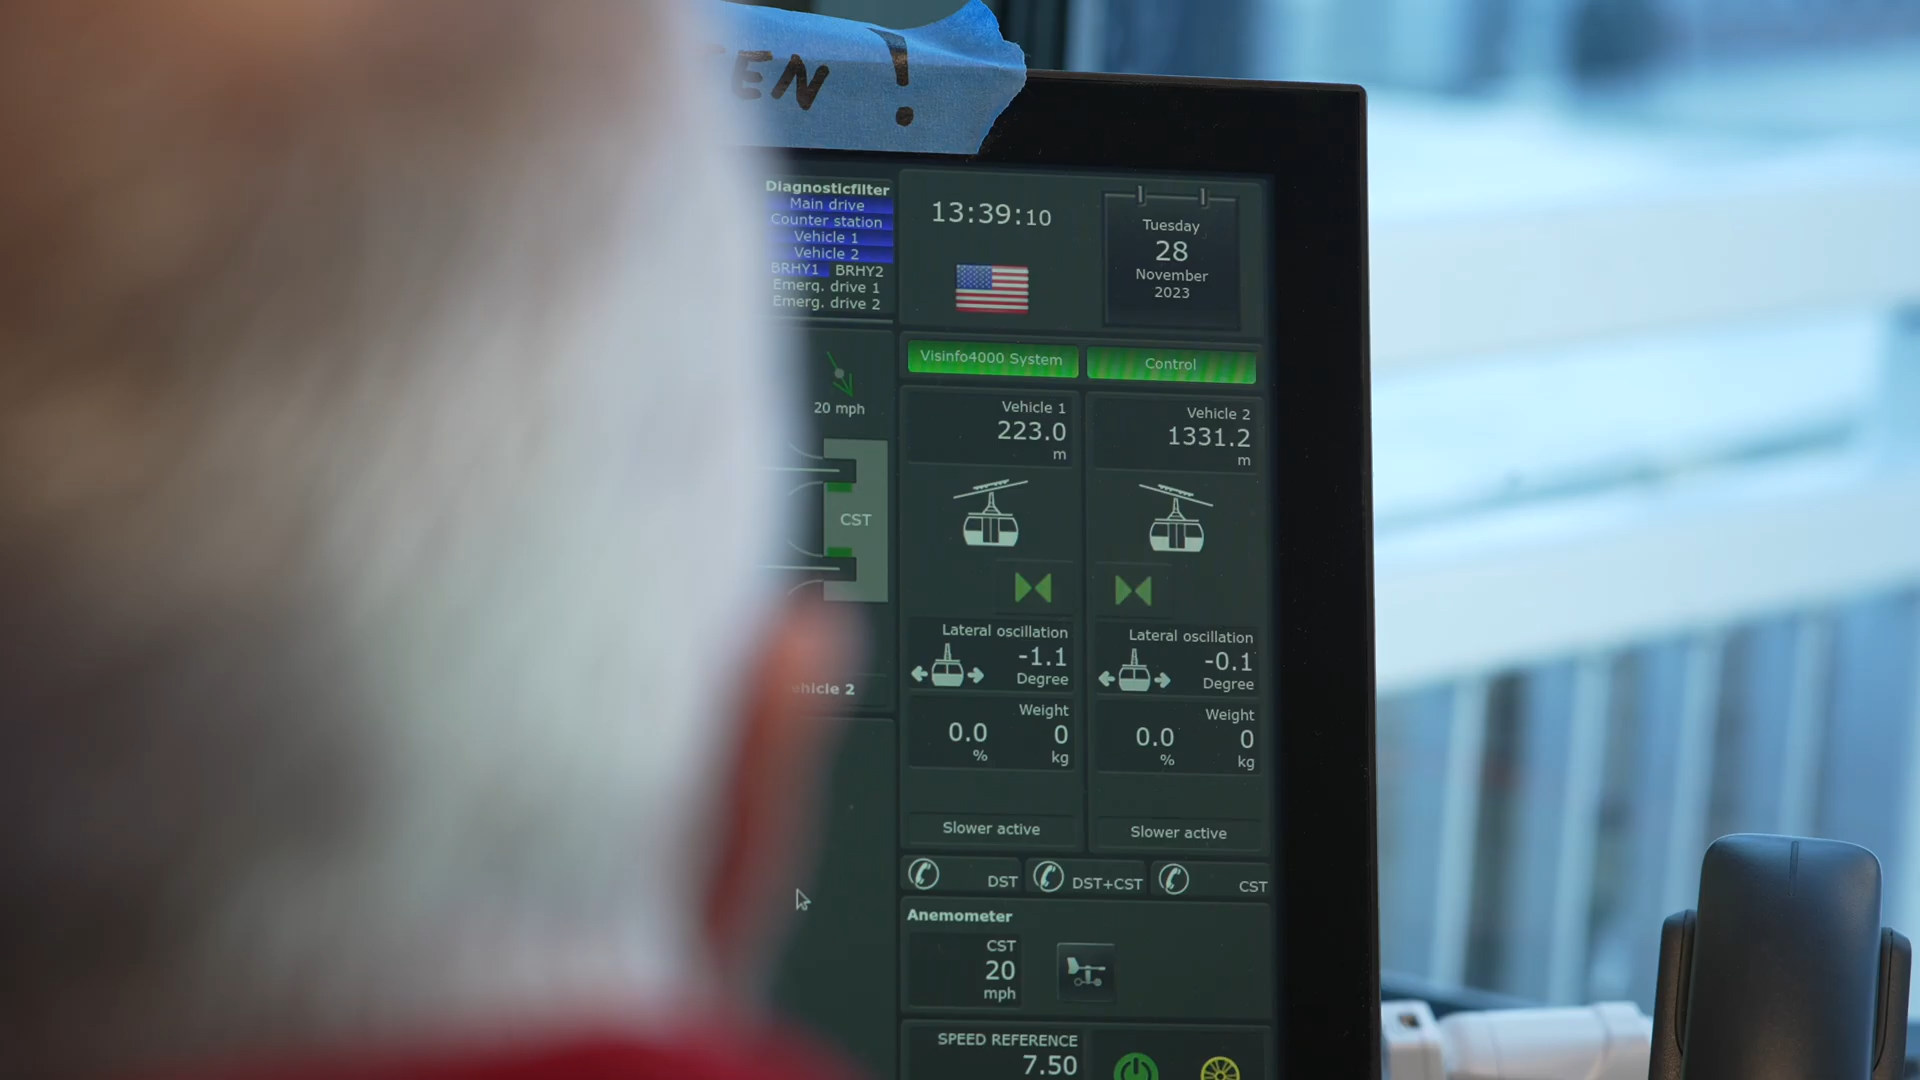 EN !
Diagnosticfilter
Main drive
Counter station
Vehicle 1
Vehicle 2
BRHY1 BRHY2
Emerg. drive 1
Emerg. drive 2
13:39:10
Tuesday
28
November
2023
20 mph
CST
hicle 2
Visinfo4000 System
Control
Vehicle 1
223.0
m
Lateral oscillation
-1.1
Degree
Weight
0.0 0
% kg
Slower active
Vehicle 2
1331.2
m
Lateral oscillation
-0.1
Degree
Weight
0.0 0
% kg
Slower active
DST
DST+CST
CST
Anemometer
CST
20
mph
SPEED REFERENCE
7.50